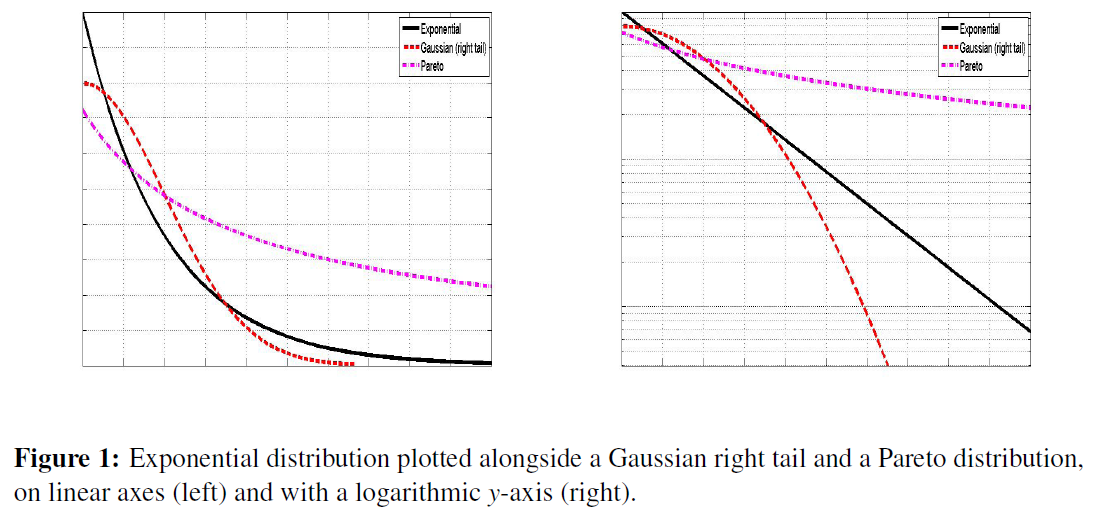 Exponential
Gaussian (right tail)
Pareto
Exponential
Gaussian (right tail)
Pareto
Figure 1: Exponential distribution plotted alongside a Gaussian right tail and a Pareto distribution,
on linear axes (left) and with a logarithmic y-axis (right).